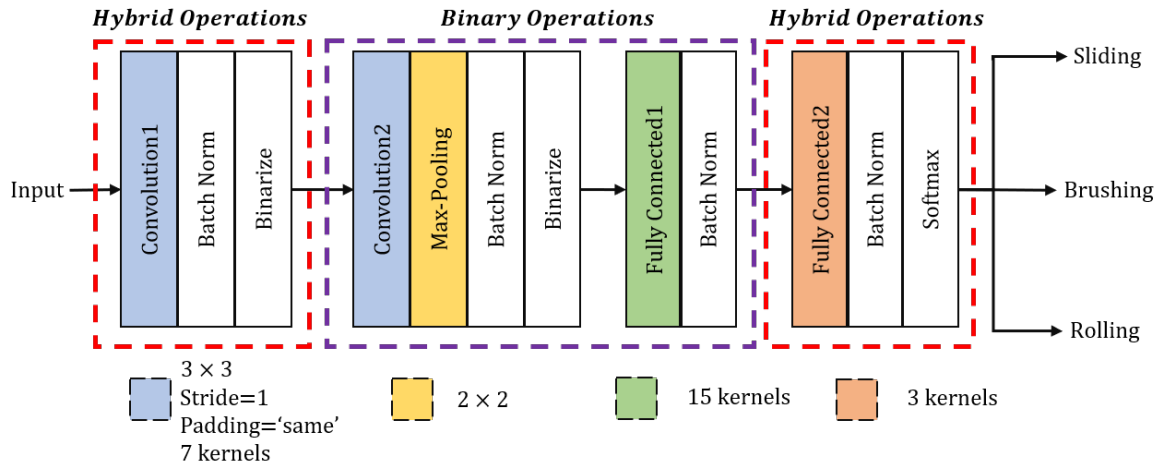 Hybrid Operations
Binary Operations
Hybrid Operations
Input
Convolution1
Batch Norm
Binarize
Convolution2
Max-Pooling
Batch Norm
Binarize
Fully Connected1
Batch Norm
Fully Connected2
Batch Norm
Softmax
Sliding
Brushing
Rolling
3 × 3
Stride=1
Padding=‘same’
7 kernels
2 × 2
15 kernels
3 kernels